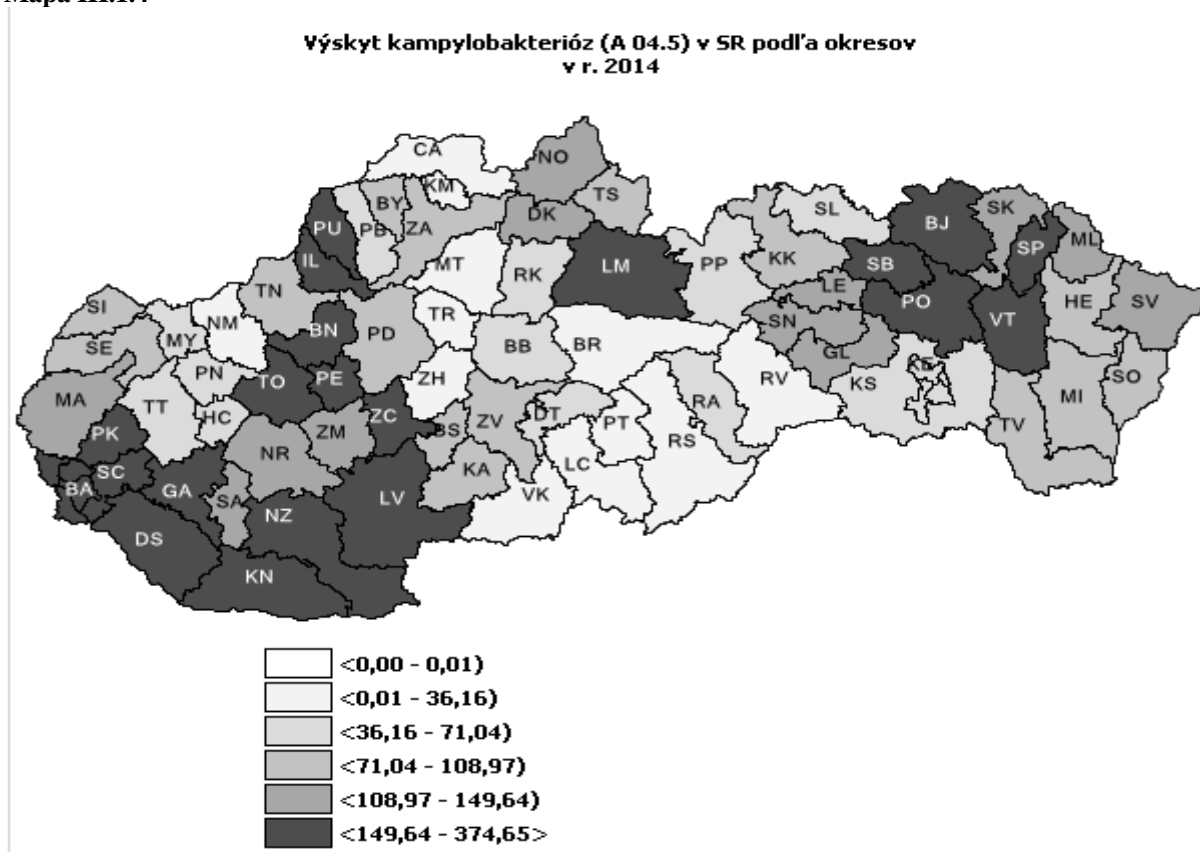 Výskyt kampylobakterióz (A 04.5) v SR podľa okresov
v r. 2014
CA
NO
KM
TS
BY
SL
PU
PB
ZA
DK
BJ
SK
SP
ML
IL
MT
RK
LM
PP
KK
SB
TN
LE
PO
HE
SV
SI
NM
BN
PD
TR
SN
VT
SE
MY
BB
BR
GL
PN
TO
PE
ZH
RV
KS
KE
SO
MA
TT
HC
ZC
DT
RA
MI
PK
ZM
BS
ZV
PT
TV
NR
RS
SC
KA
LC
BA
GA
SA
LV
VK
NZ
DS
KN
<0,00 - 0,01)
<0,01 - 36,16)
<36,16 - 71,04)
<71,04 - 108,97)
<108,97 - 149,64)
<149,64 - 374,65>